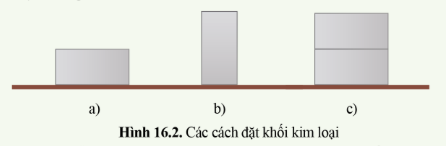 a) b) c)
Hình 16.2. Các cách đặt khối kim loại